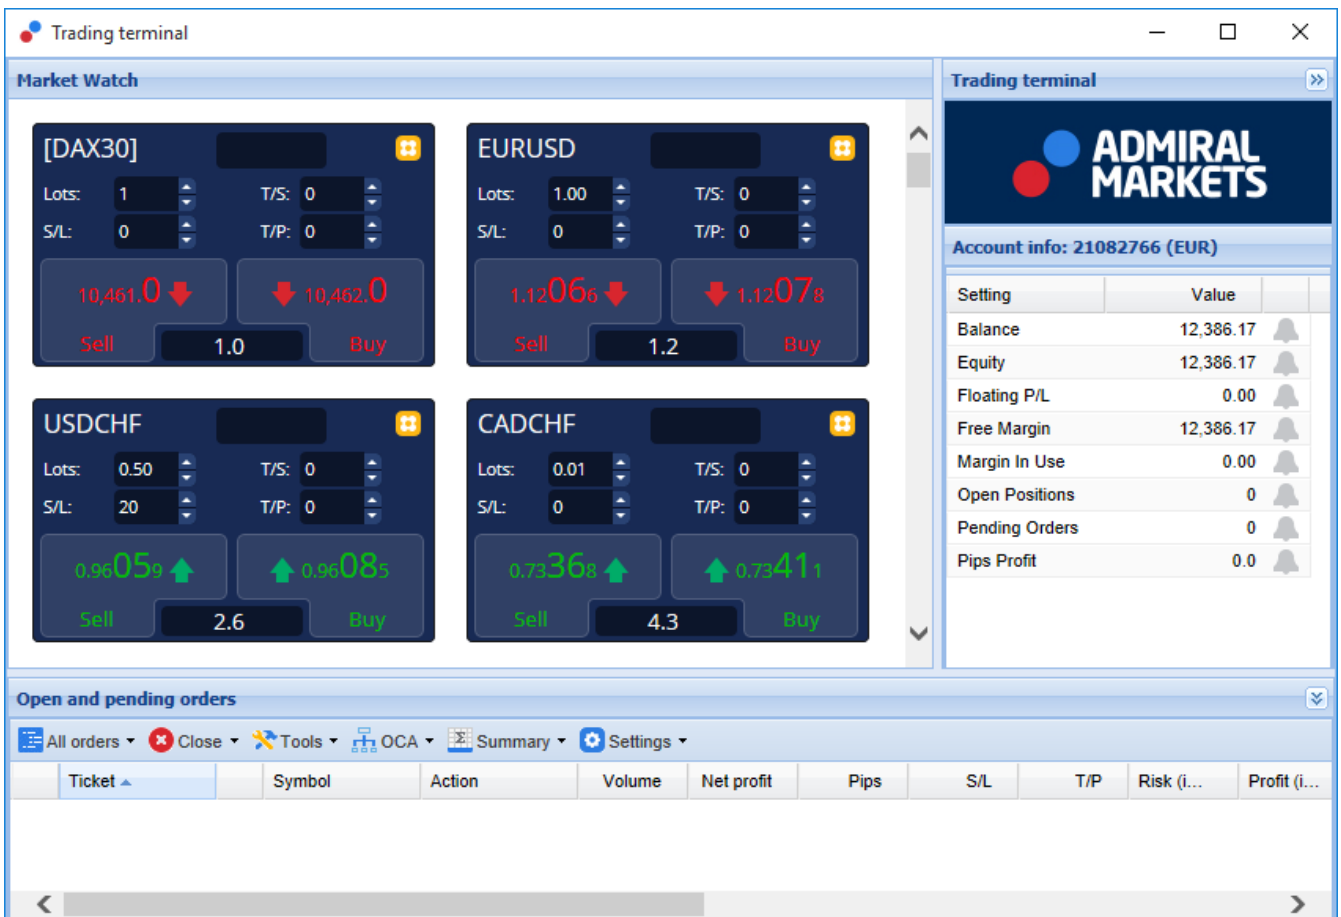 Trading terminal
Market Watch
[DAX30]
Lots: 1 T/S: 0
S/L: 0 T/P: 0
10,461.0 10,462.0
Sell 1.0 Buy
EURUSD
Lots: 1.00 T/S: 0
S/L: 0 T/P: 0
1.12066 1.12078
Sell 1.2 Buy
USDCHF
Lots: 0.50 T/S: 0
S/L: 20 T/P: 0
0.96059 0.96085
Sell 2.6 Buy
CADCHF
Lots: 0.01 T/S: 0
S/L: 0 T/P: 0
0.73368 0.73411
Sell 4.3 Buy
Trading terminal
ADMIRAL
MARKETS
Account info: 21082766 (EUR)
Setting Value
Balance 12,386.17
Equity 12,386.17
Floating P/L 0.00
Free Margin 12,386.17
Margin In Use 0.00
Open Positions 0
Pending Orders 0
Pips Profit 0.0
Open and pending orders
All orders Close Tools OCA Summary Settings
Ticket Symbol Action Volume Net profit Pips S/L T/P Risk (i... Profit (i...